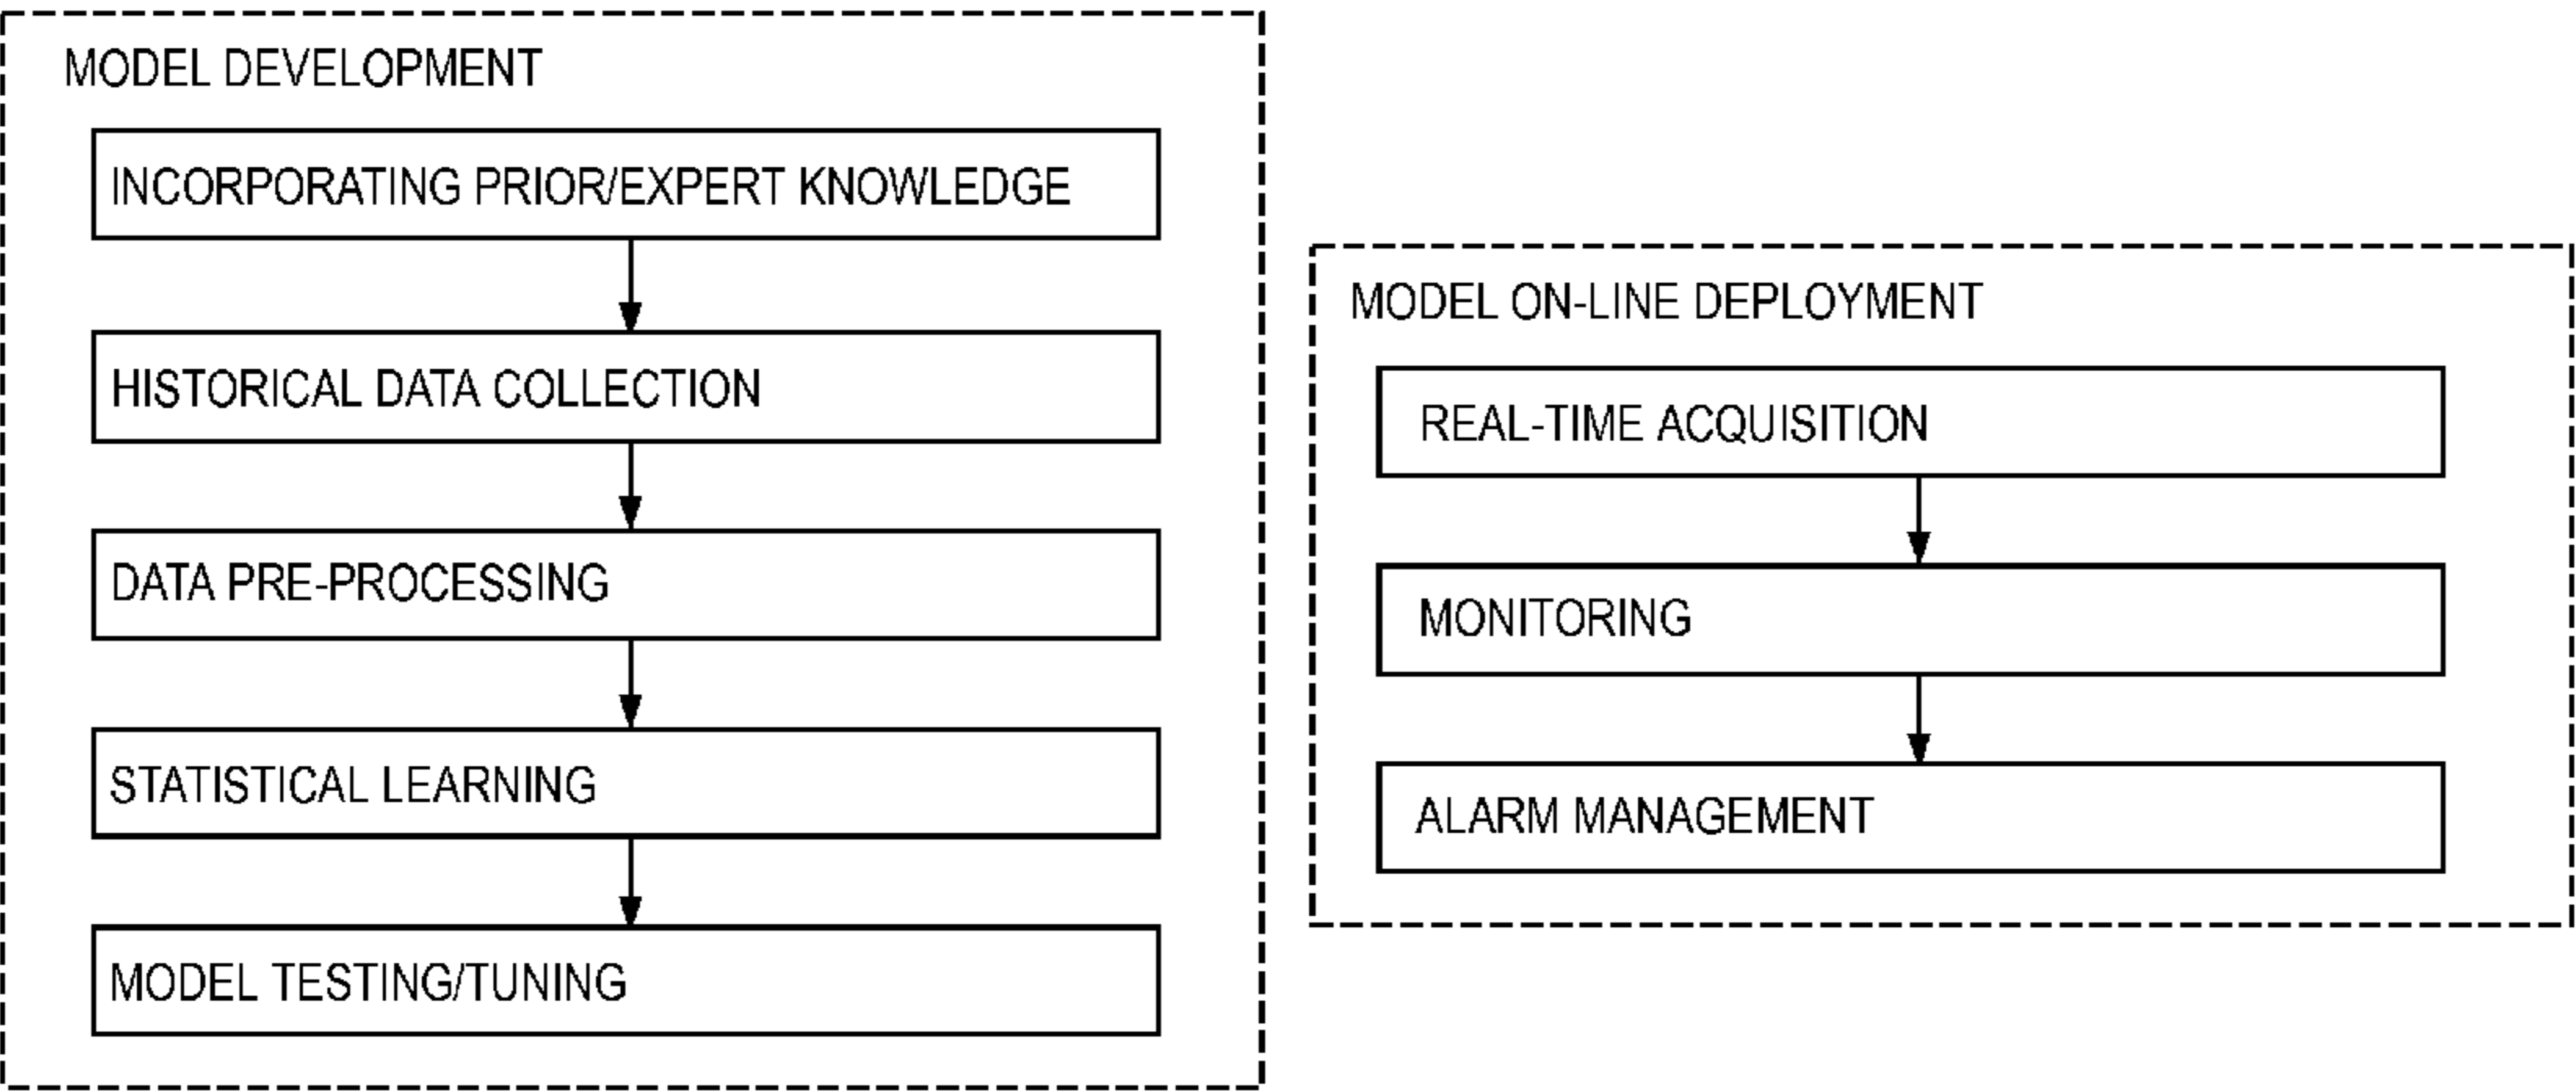 MODEL DEVELOPMENT
INCORPORATING PRIOR/EXPERT KNOWLEDGE
HISTORICAL DATA COLLECTION
DATA PRE-PROCESSING
STATISTICAL LEARNING
MODEL TESTING/TUNING
MODEL ON-LINE DEPLOYMENT
REAL-TIME ACQUISITION
MONITORING
ALARM MANAGEMENT